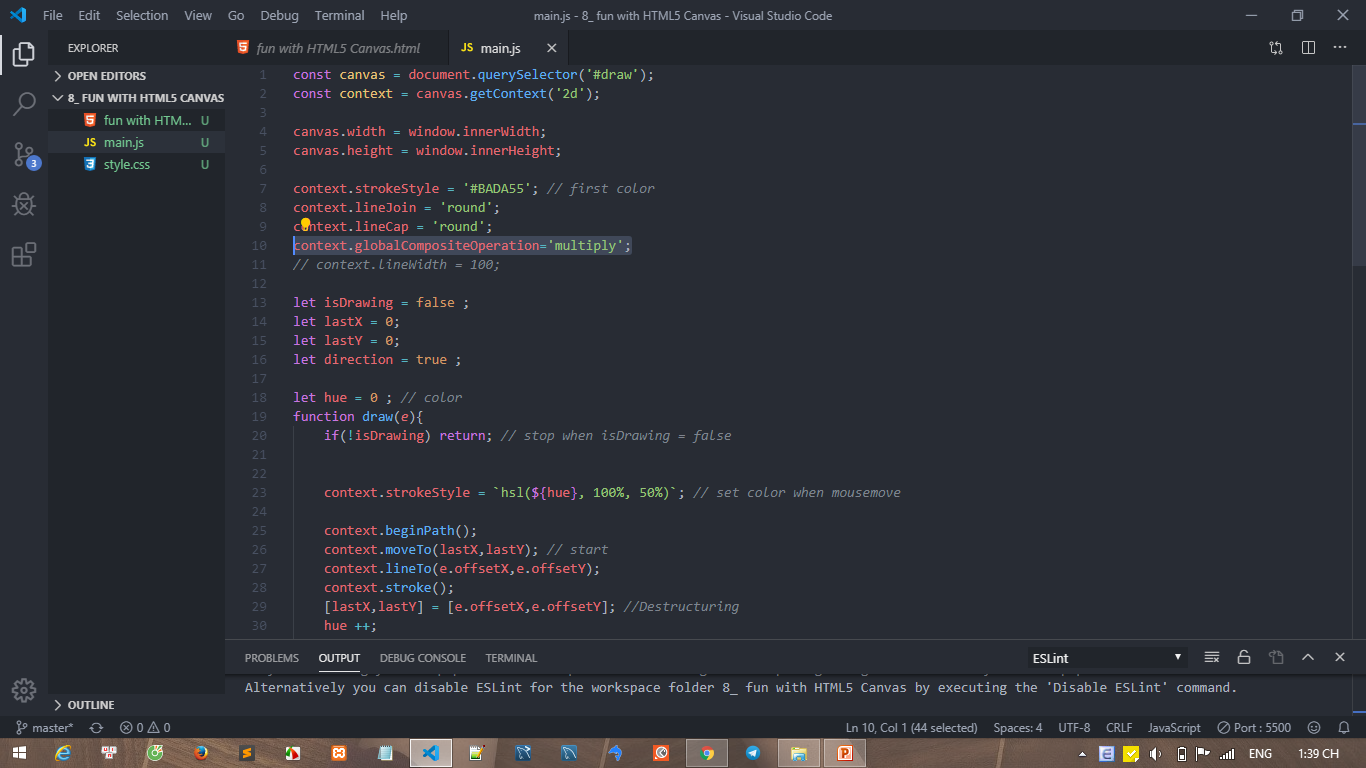 File Edit Selection View Go Debug Terminal Help main.js - 8_ fun with HTML5 Canvas - Visual Studio Code
EXPLORER
fun with HTML5 Canvas.html
JS main.js
OPEN EDITORS
8_ FUN WITH HTML5 CANVAS
fun with HTM... U
JS main.js U
style.css U
3
1 const canvas = document.querySelector('#draw');
2 const context = canvas.getContext('2d');
3
4 canvas.width = window.innerWidth;
5 canvas.height = window.innerHeight;
6
7 context.strokeStyle = '#BADA55'; // first color
8 context.lineJoin = 'round';
9 context.lineCap = 'round';
10 context.globalCompositeOperation='multiply';
11 // context.lineWidth = 100;
12
13 let isDrawing = false ;
14 let lastX = 0;
15 let lastY = 0;
16 let direction = true ;
17
18 let hue = 0 ; // color
19 function draw(e){
20 if(!isDrawing) return; // stop when isDrawing = false
21
22
23 context.strokeStyle = `hsl(${hue}, 100%, 50%)`; // set color when mousemove
24
25 context.beginPath();
26 context.moveTo(lastX,lastY); // start
27 context.lineTo(e.offsetX,e.offsetY);
28 context.stroke();
29 [lastX,lastY] = [e.offsetX,e.offsetY]; //Destructuring
30 hue ++;
PROBLEMS OUTPUT DEBUG CONSOLE TERMINAL ESLint
Alternatively you can disable ESLint for the workspace folder 8_ fun with HTML5 Canvas by executing the 'Disable ESLint' command.
OUTLINE
master* 0 0 Ln 10, Col 1 (44 selected) Spaces: 4 UTF-8 CRLF JavaScript Port : 5500
ENG 1:39 CH